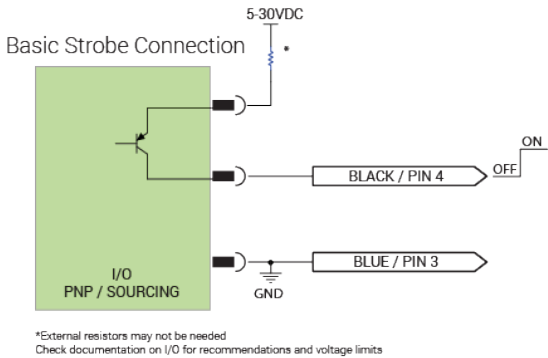 5-30VDC
Basic Strobe Connection
*
ON
OFF
BLACK / PIN 4
BLUE / PIN 3
I/O
PNP / SOURCING
GND
*External resistors may not be needed
Check documentation on I/O for recommendations and voltage limits